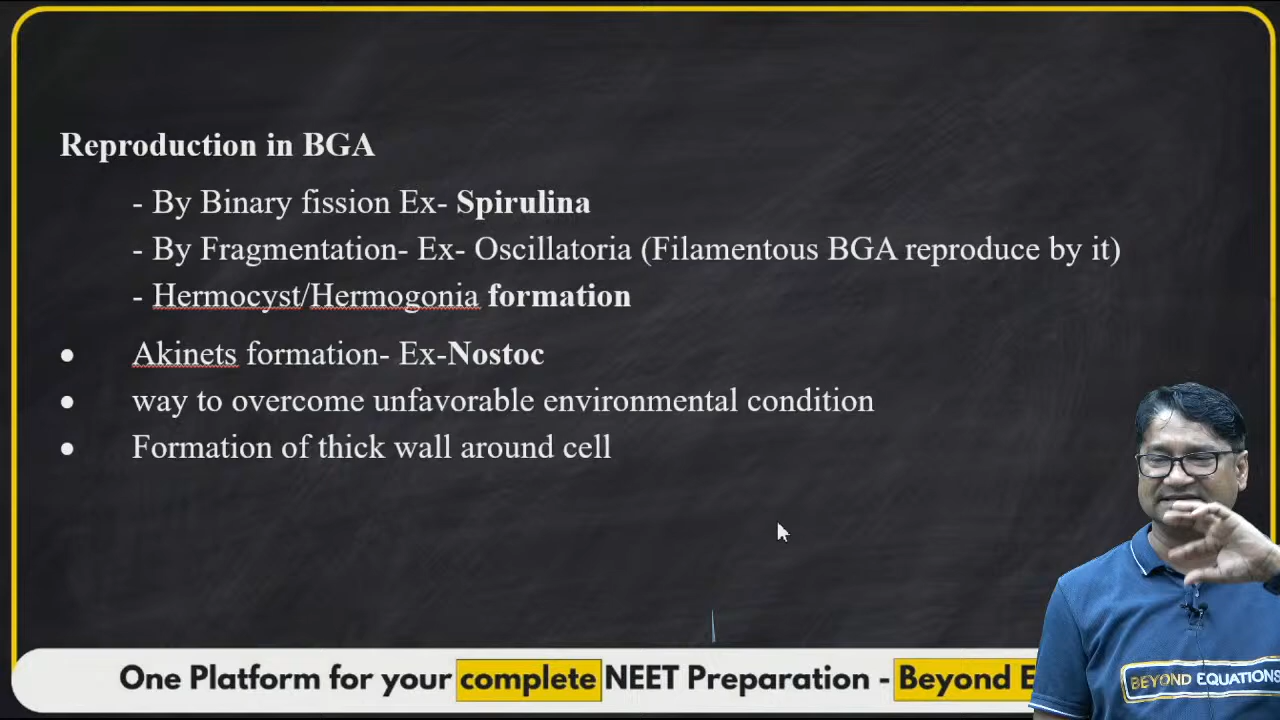 Reproduction in BGA
- By Binary fission Ex- Spirulina
- By Fragmentation- Ex- Oscillatoria (Filamentous BGA reproduce by it)
- Hermocyst/Hermogonia formation
● Akinets formation- Ex-Nostoc
● way to overcome unfavorable environmental condition
● Formation of thick wall around cell
One Platform for your complete NEET Preparation - Beyond E
BEYOND EQUATIONS